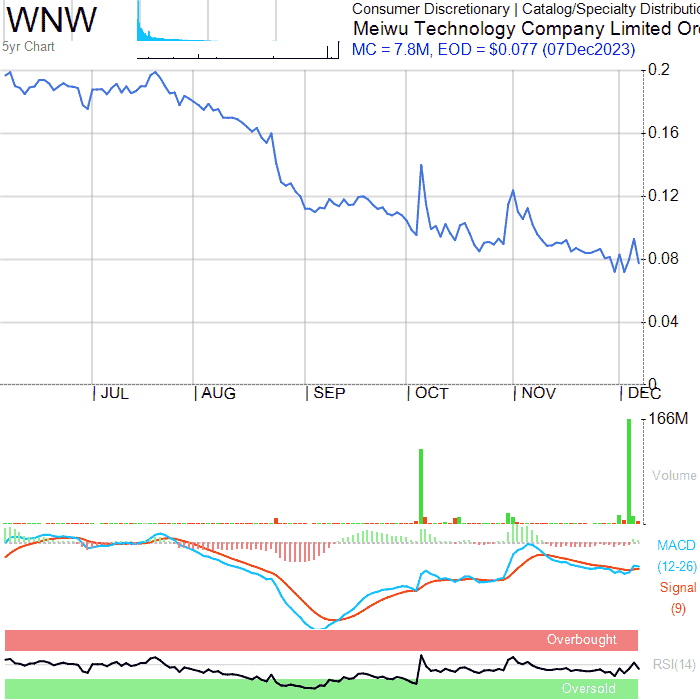 WNW
5yr Chart
Consumer Discretionary | Catalog/Specialty Distributio
Meiwu Technology Company Limited Or
MC = 7.8M, EOD = $0.077 (07Dec2023)
0.2
0.16
0.12
0.08
0.04
0
JUL AUG SEP OCT NOV DEC
166M
Volume
MACD
(12-26)
Signal
(9)
Overbought
RSI(14)
Oversold